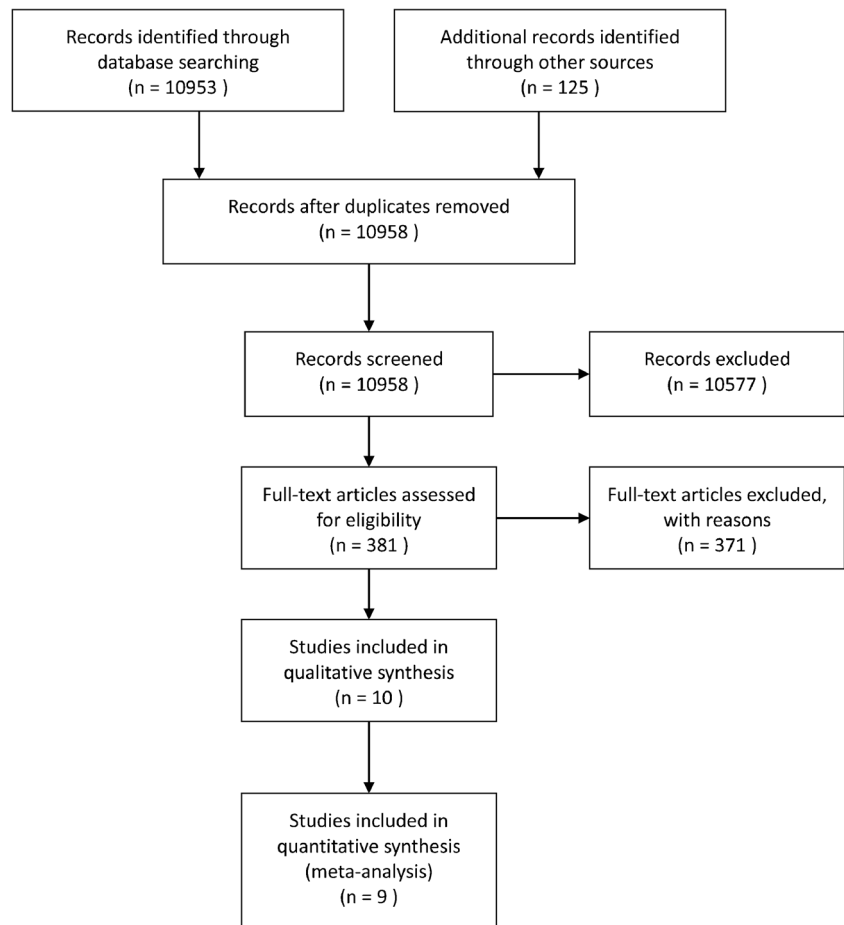 Records identified through
database searching
(n = 10953 )
Additional records identified
through other sources
(n = 125 )
Records after duplicates removed
(n = 10958 )
Records screened
(n = 10958 )
Records excluded
(n = 10577 )
Full-text articles assessed
for eligibility
(n = 381 )
Full-text articles excluded,
with reasons
(n = 371 )
Studies included in
qualitative synthesis
(n = 10 )
Studies included in
quantitative synthesis
(meta-analysis)
(n = 9 )